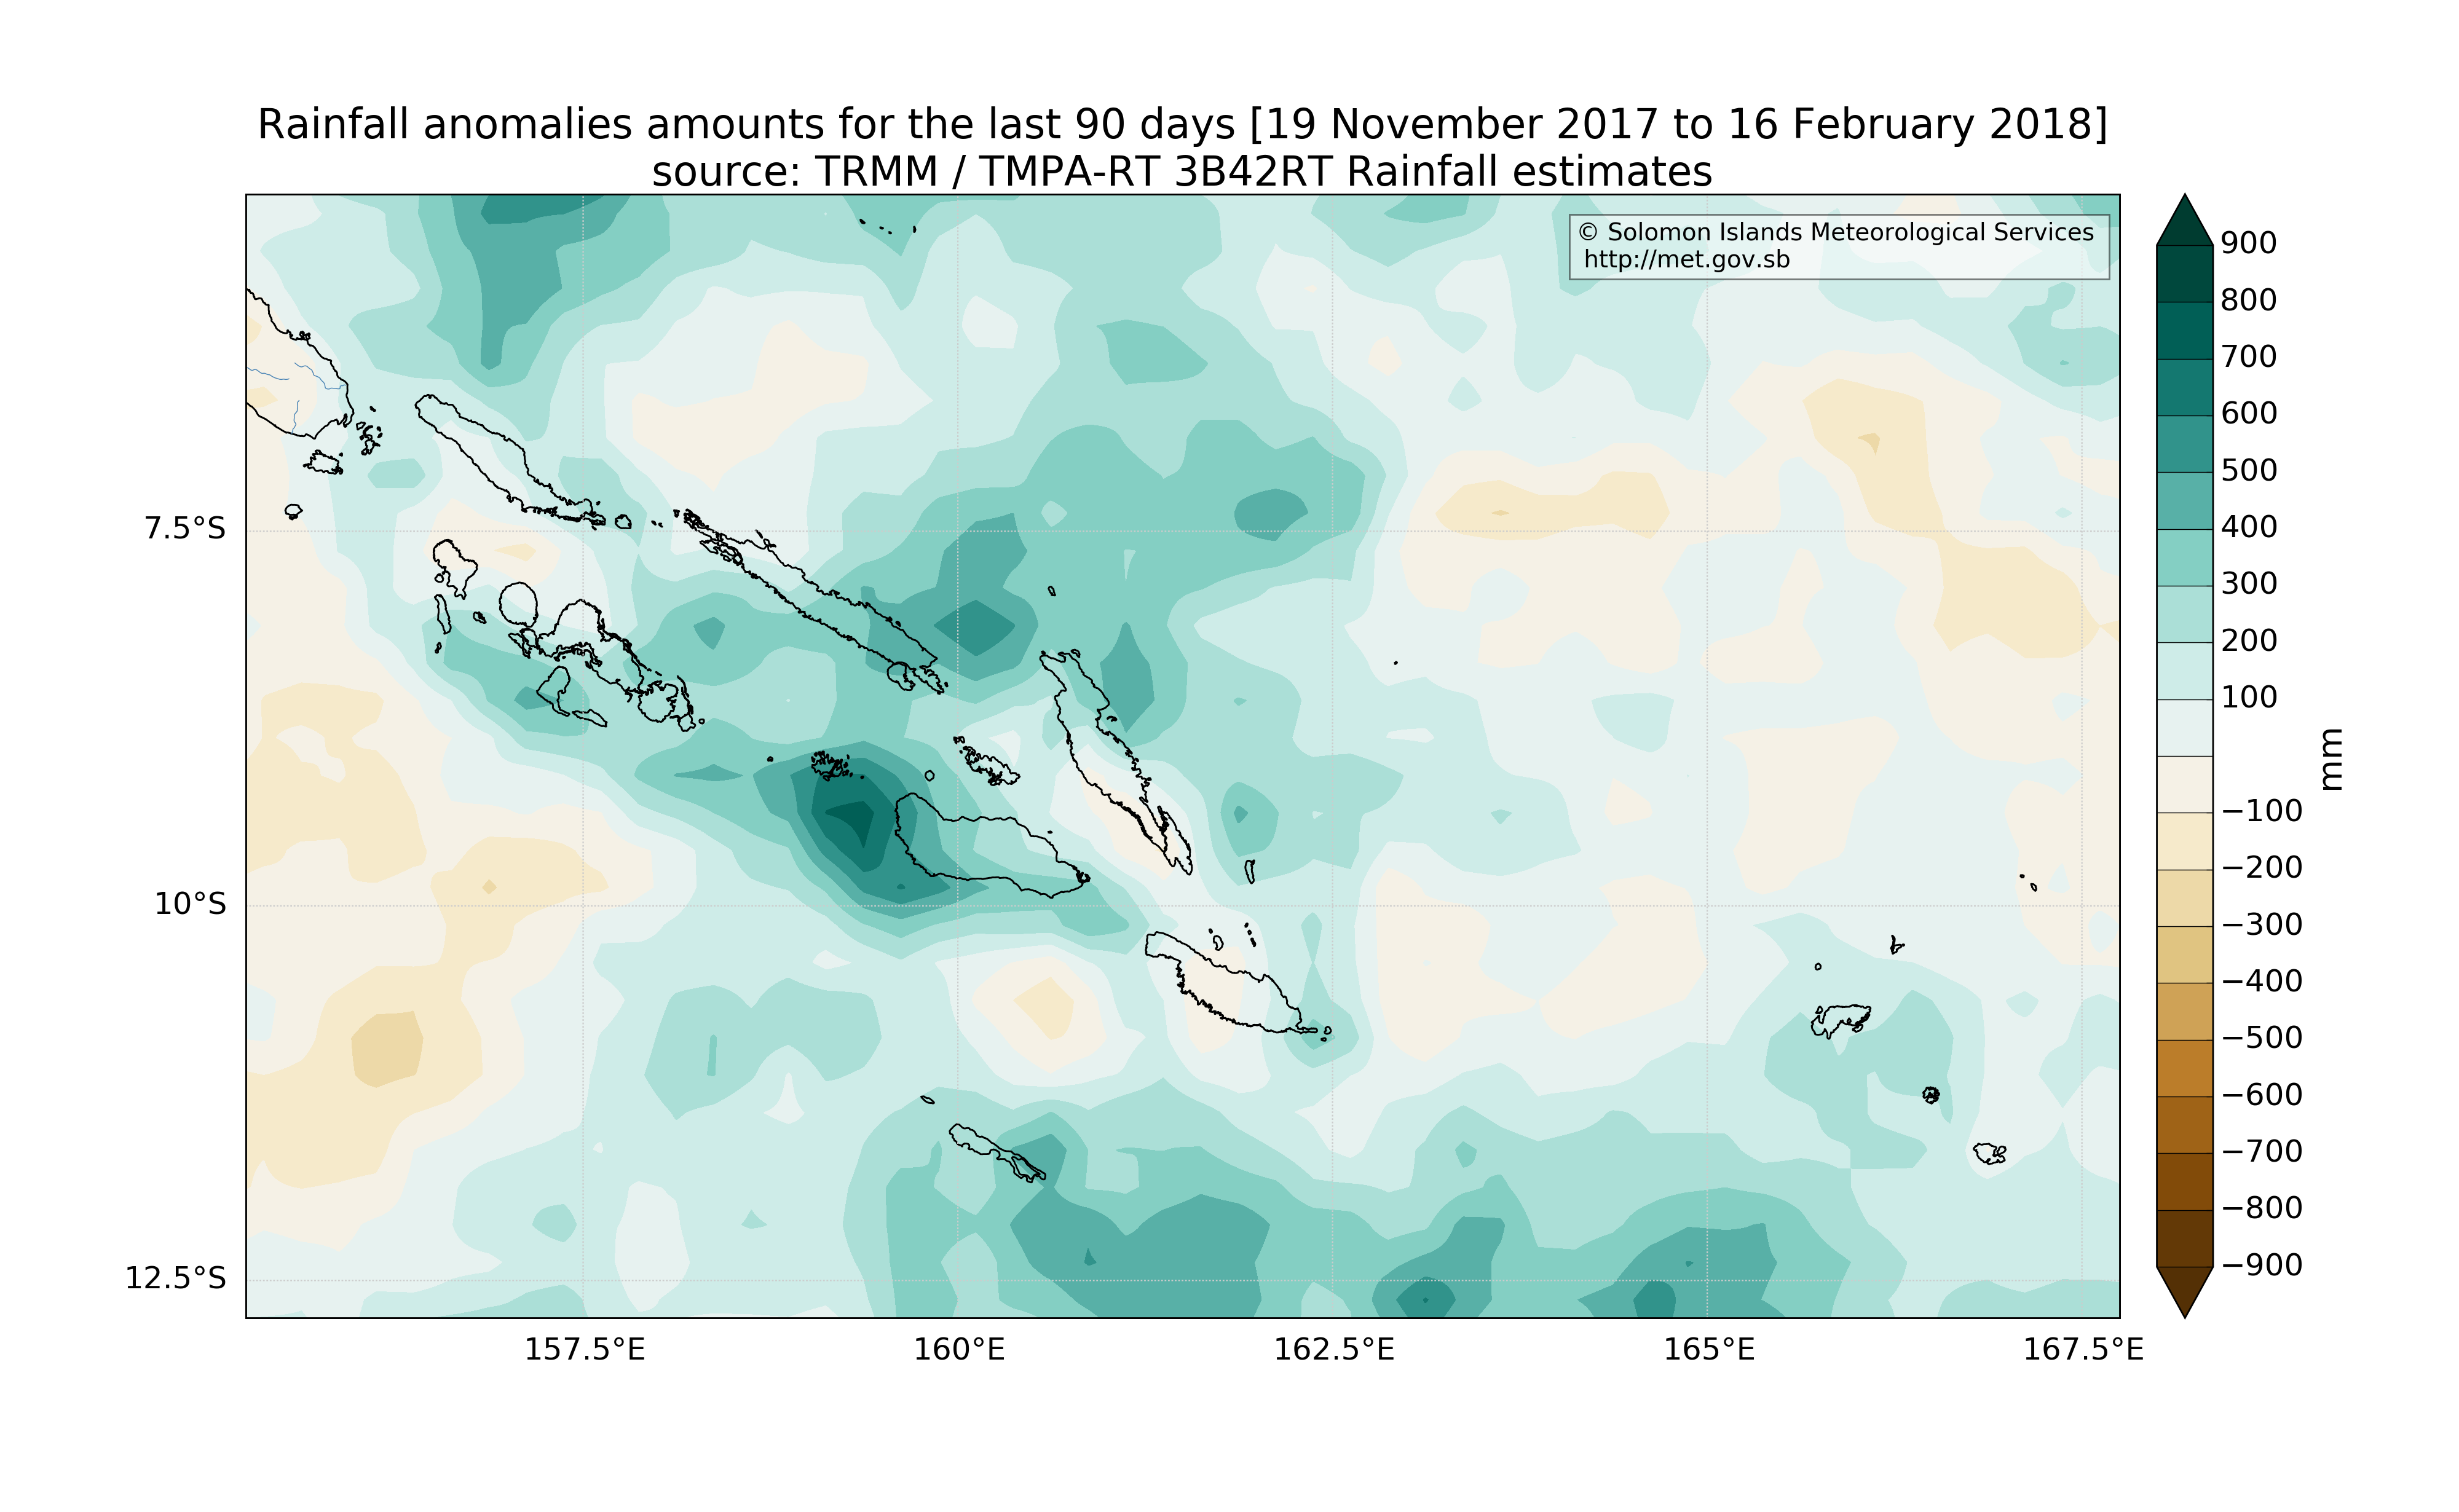 Rainfall anomalies amounts for the last 90 days [19 November 2017 to 16 February 2018]
source: TRMM / TMPA-RT 3B42RT Rainfall estimates
© Solomon Islands Meteorological Services
http://met.gov.sb
7.5°S
10°S
12.5°S
157.5°E
160°E
162.5°E
165°E
167.5°E
900
800
700
600
500
400
300
200
100
−100
−200
−300
−400
−500
−600
−700
−800
−900
mm